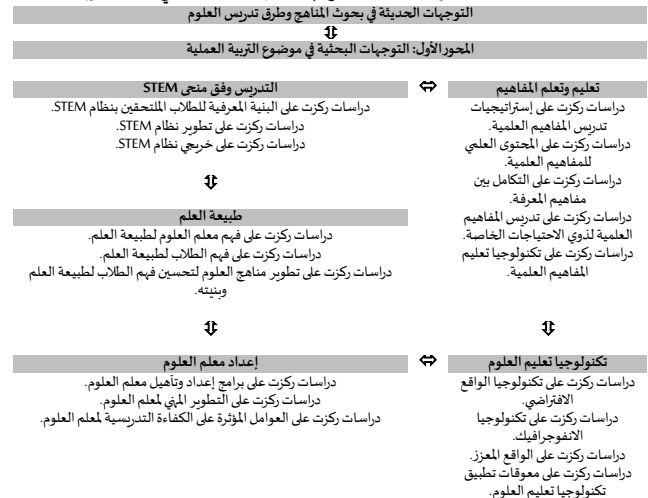 التوجهات الحديثة في بحوث المناهج وطرق تدريس العلوم
المحور الأول: التوجهات البحثية في موضوع التربية العملية
تعليم وتعلم المفاهيم
دراسات ركزت على إستراتيجيات
تدريس المفاهيم العلمية.
دراسات ركزت على المحتوى العلمي
للمفاهيم العلمية.
دراسات ركزت على التكامل بين
مفاهيم المعرفة.
دراسات ركزت على تدريس المفاهيم
العلمية لذوي الاحتياجات الخاصة.
دراسات ركزت على تكنولوجيا تعليم
المفاهيم العلمية.
التدريس وفق منحى STEM
دراسات ركزت على البنية المعرفية للطلاب الملتحقين بنظام STEM.
دراسات ركزت على تطوير نظام STEM.
دراسات ركزت على خريجي نظام STEM.
طبيعة العلم
دراسات ركزت على فهم معلم العلوم لطبيعة العلم.
دراسات ركزت على فهم الطلاب لطبيعة العلم.
دراسات ركزت على تطوير مناهج العلوم لتحسين فهم الطلاب لطبيعة العلم
وبنيته.
تكنولوجيا تعليم العلوم
دراسات ركزت على تكنولوجيا الواقع
الافتراضي.
دراسات ركزت على تكنولوجيا
الانفوجرافيك.
دراسات ركزت على الواقع المعزز.
دراسات ركزت على معوقات تطبيق
تكنولوجيا تعليم العلوم.
إعداد معلم العلوم
دراسات ركزت على برامج إعداد وتأهيل معلم العلوم.
دراسات ركزت على التطوير المهني لمعلم العلوم.
دراسات ركزت على العوامل المؤثرة على الكفاءة التدريسية لمعلم العلوم.